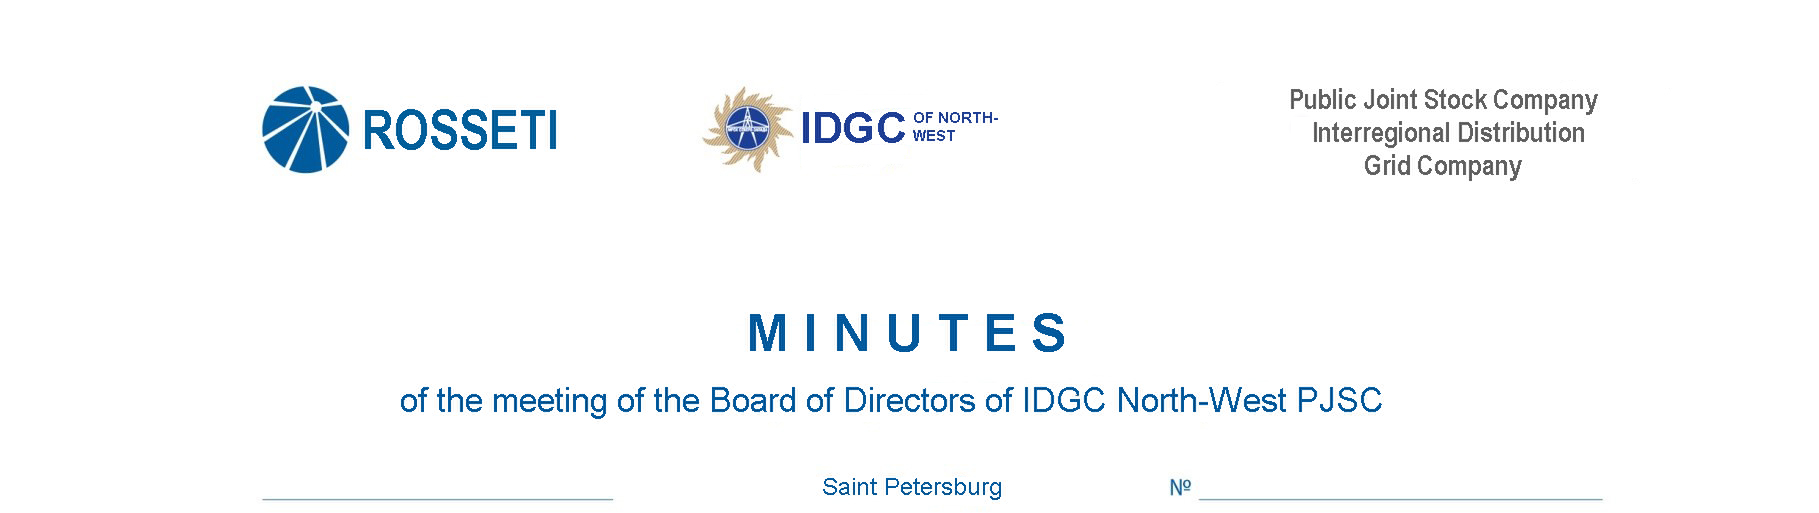 ROSSETI
IDGC OF NORTH-
WEST
Public Joint Stock Company
Interregional Distribution
Grid Company
MINUTES
of the meeting of the Board of Directors of IDGC North-West PJSC
Saint Petersburg
№